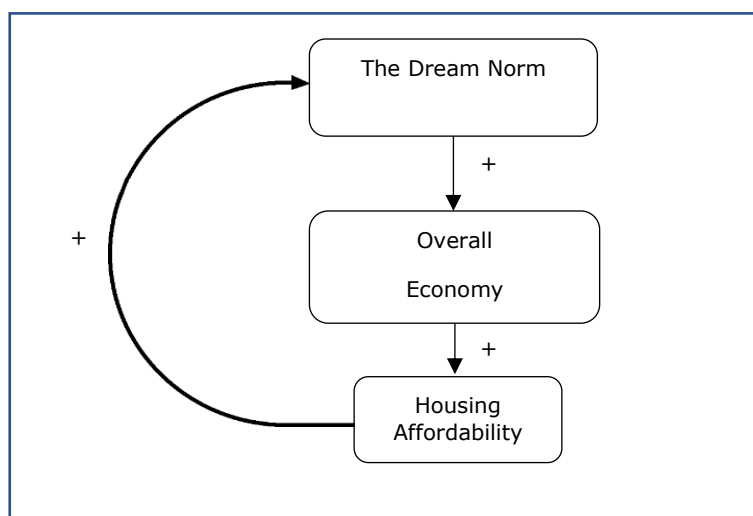 The Dream Norm
+
Overall
Economy
+
+
Housing
Affordability